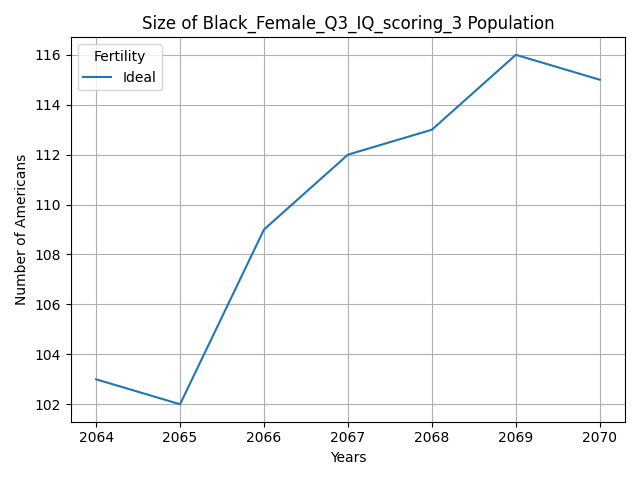 Size of Black_Female_Q3_IQ_scoring_3 Population
Fertility
Ideal
116
114
112
110
108
106
104
102
Number of Americans
2064 2065 2066 2067 2068 2069 2070
Years